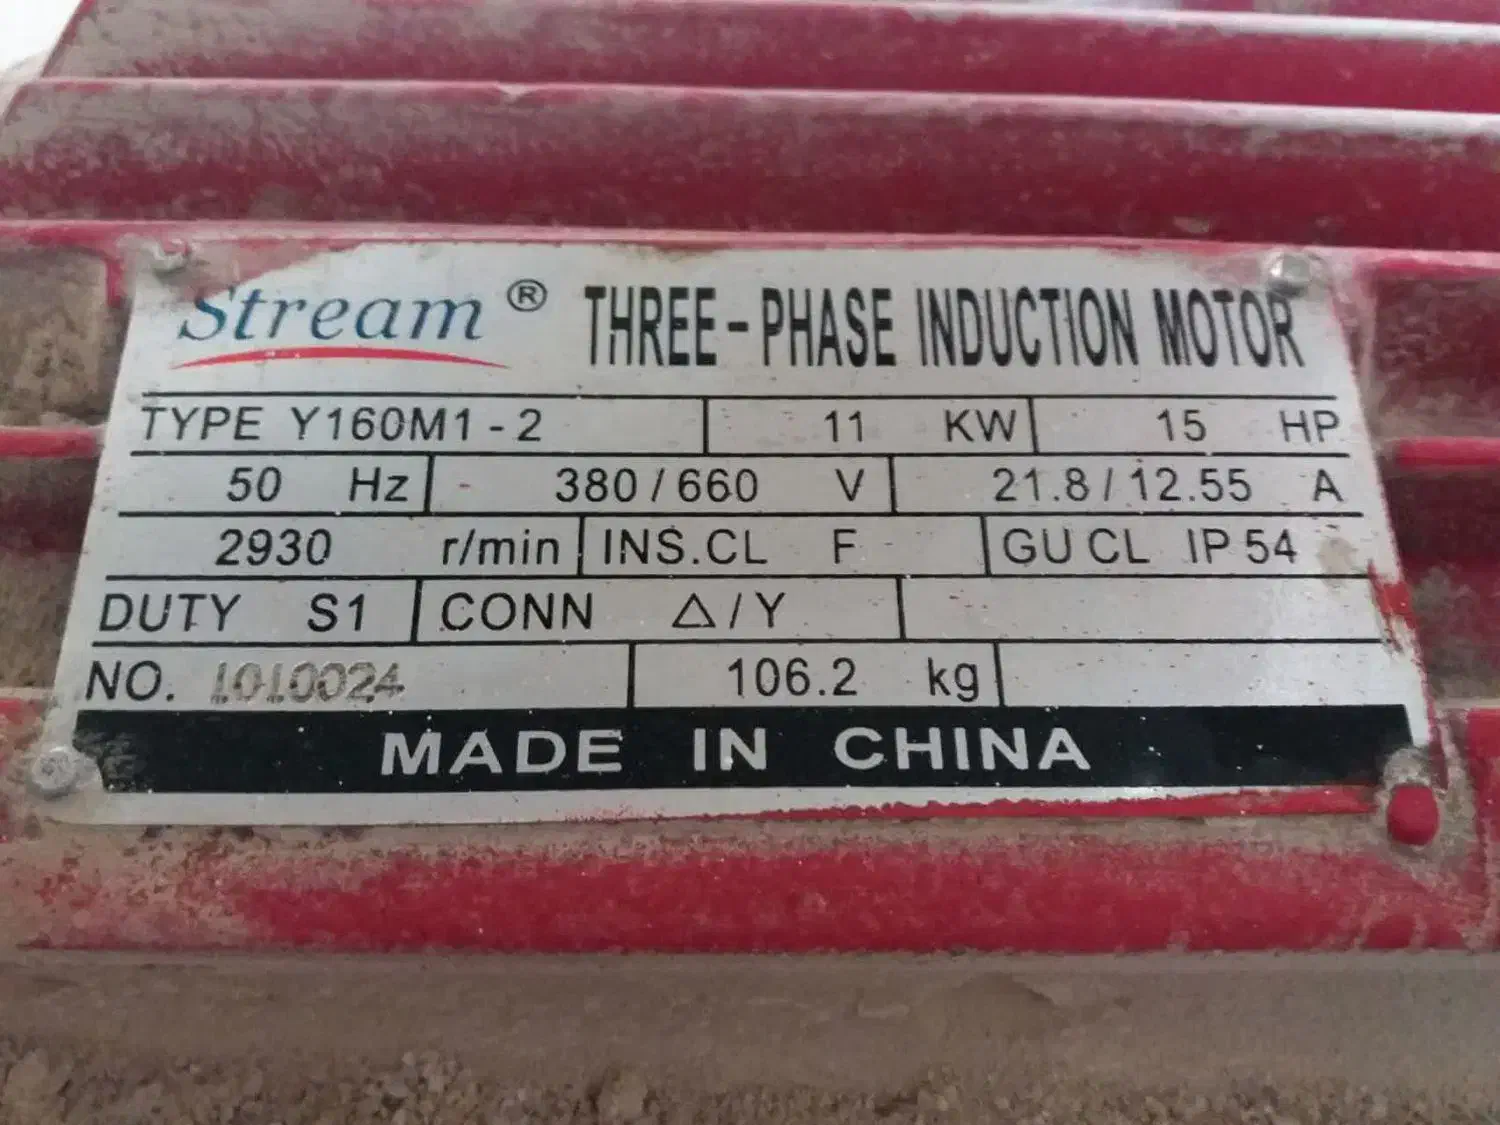 Stream ® THREE-PHASE INDUCTION MOTOR
TYPE Y160M1-2 11 KW 15 HP
50 Hz 380/660 V 21.8/12.55 A
2930 r/min INS.CL F GU CL IP 54
DUTY S1 CONN △/Y
NO. 1010024 106.2 kg
MADE IN CHINA